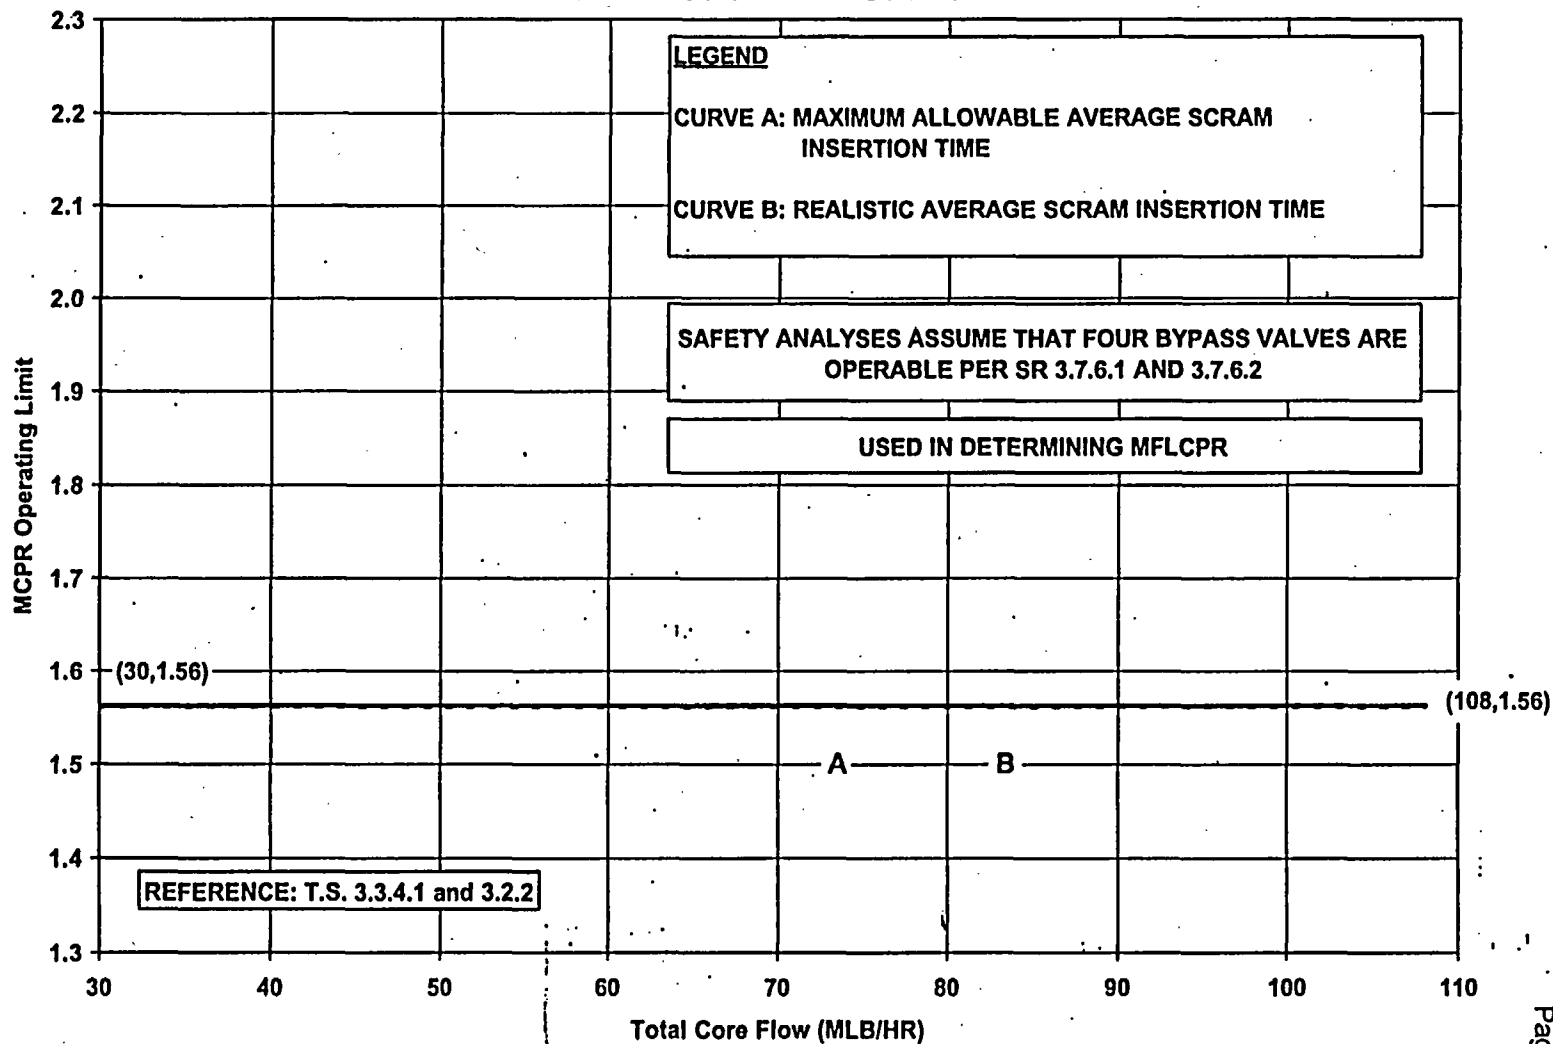 2.3
2.2
2.1
2.0
1.9
1.8
1.7
1.6
1.5
1.4
1.3
MCPR Operating Limit
LEGEND
CURVE A: MAXIMUM ALLOWABLE AVERAGE SCRAM
INSERTION TIME
CURVE B: REALISTIC AVERAGE SCRAM INSERTION TIME
SAFETY ANALYSES ASSUME THAT FOUR BYPASS VALVES ARE
OPERABLE PER SR 3.7.6.1 AND 3.7.6.2
USED IN DETERMINING MFLCPR
(30,1.56)
(108,1.56)
A B
REFERENCE: T.S. 3.3.4.1 and 3.2.2
30 40 50 60 70 80 90 100 110
Total Core Flow (MLB/HR)